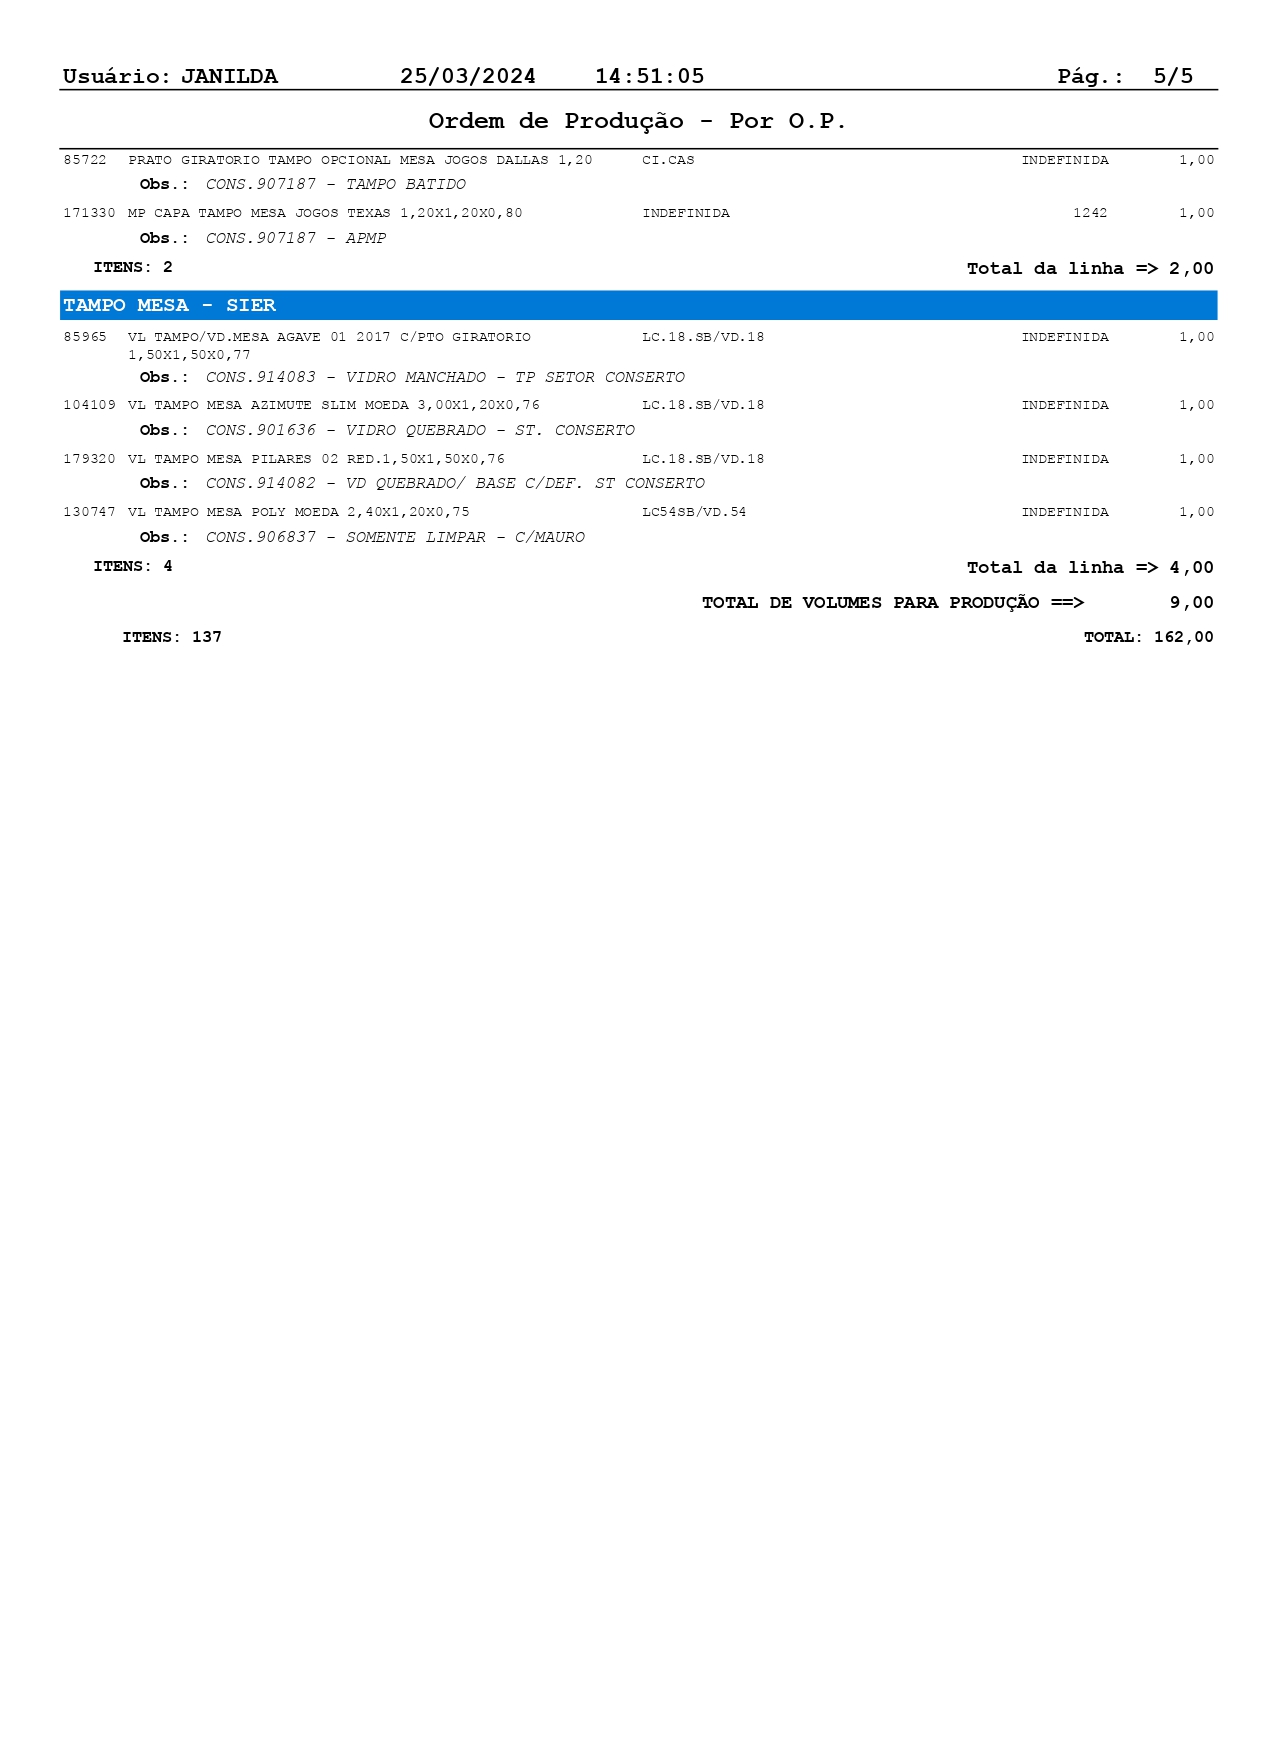 Usuário: JANILDA 25/03/2024 14:51:05 Pág.: 5/5
Ordem de Produção - Por O.P.
85722 PRATO GIRATORIO TAMPO OPCIONAL MESA JOGOS DALLAS 1,20 CI.CAS INDEFINIDA 1,00
Obs.: CONS.907187 - TAMPO BATIDO
171330 MP CAPA TAMPO MESA JOGOS TEXAS 1,20X1,20X0,80 INDEFINIDA 1242 1,00
Obs.: CONS.907187 - APMP
ITENS: 2 Total da linha => 2,00
TAMPO MESA - SIER
85965 VL TAMPO/VD.MESA AGAVE 01 2017 C/PTO GIRATORIO LC.18.SB/VD.18 INDEFINIDA 1,00
1,50X1,50X0,77
Obs.: CONS.914083 - VIDRO MANCHADO - TP SETOR CONSERTO
104109 VL TAMPO MESA AZIMUTE SLIM MOEDA 3,00X1,20X0,76 LC.18.SB/VD.18 INDEFINIDA 1,00
Obs.: CONS.901636 - VIDRO QUEBRADO - ST. CONSERTO
179320 VL TAMPO MESA PILARES 02 RED.1,50X1,50X0,76 LC.18.SB/VD.18 INDEFINIDA 1,00
Obs.: CONS.914082 - VD QUEBRADO/ BASE C/DEF. ST CONSERTO
130747 VL TAMPO MESA POLY MOEDA 2,40X1,20X0,75 LC54SB/VD.54 INDEFINIDA 1,00
Obs.: CONS.906837 - SOMENTE LIMPAR - C/MAURO
ITENS: 4 Total da linha => 4,00
TOTAL DE VOLUMES PARA PRODUÇÃO ==> 9,00
ITENS: 137 TOTAL: 162,00